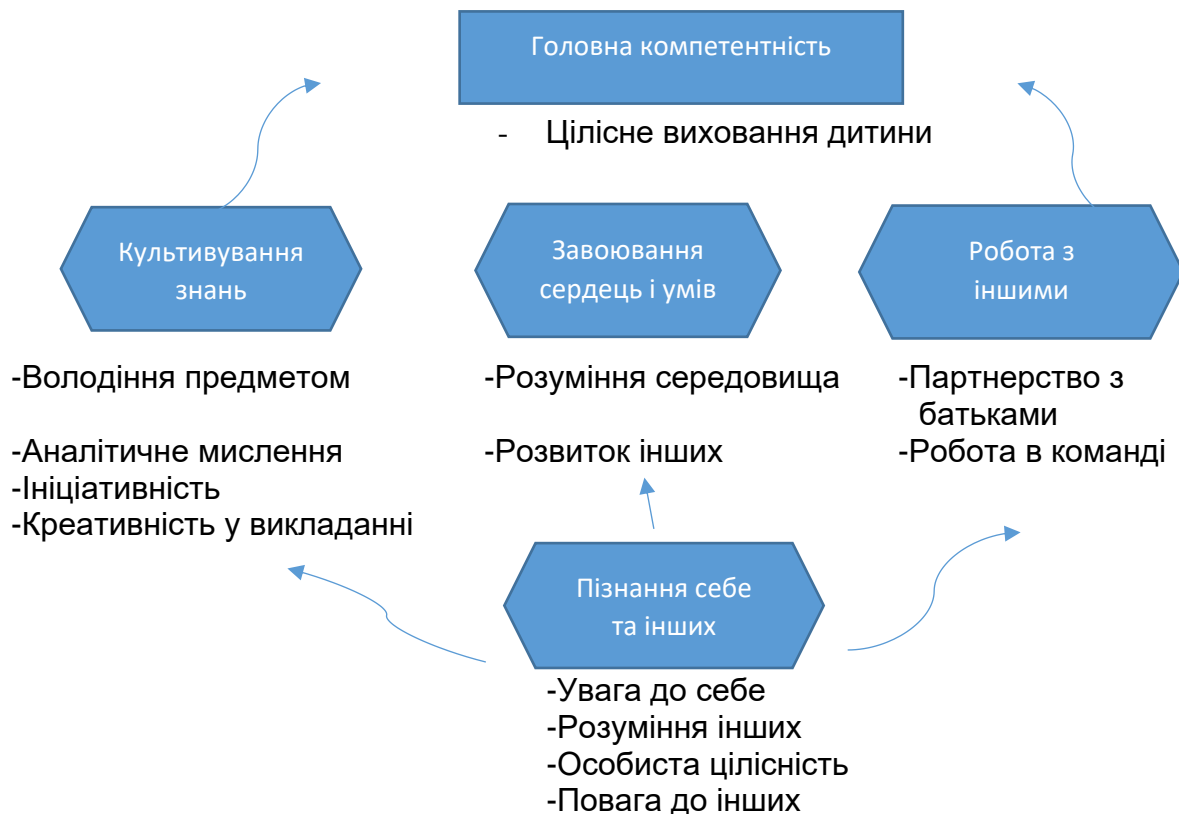 Головна компетентність
- Цілісне виховання дитини
Культивування
знань
Завоювання
сердець і умів
Робота з
іншими
-Володіння предметом
-Аналітичне мислення
-Ініціативність
-Креативність у викладанні
-Розуміння середовища
-Розвиток інших
-Партнерство з
батьками
-Робота в команді
Пізнання себе
та інших
-Увага до себе
-Розуміння інших
-Особиста цілісність
-Повага до інших